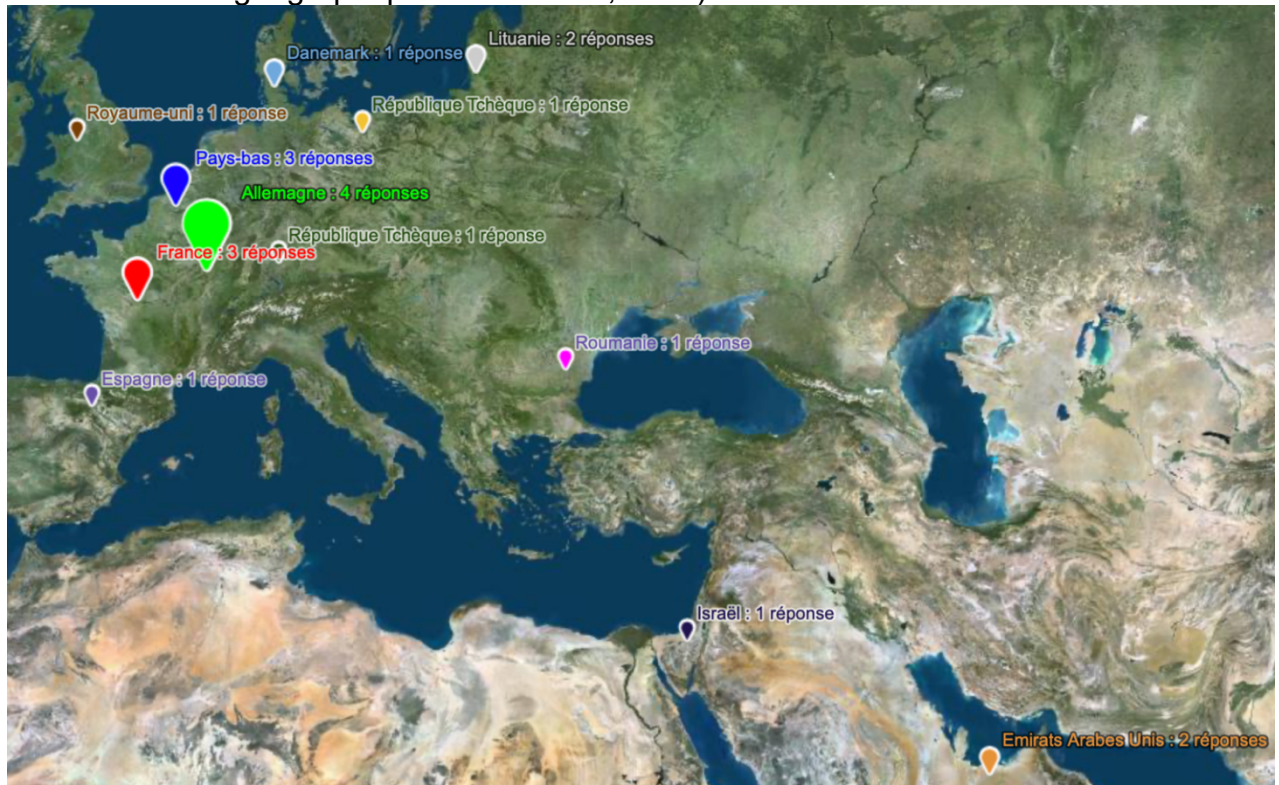 Lituanie : 2 réponses
Danemark : 1 réponse
République Tchèque : 1 réponse
Royaume-uni : 1 réponse
Pays-bas : 3 réponses
Allemagne : 4 réponses
République Tchèque : 1 réponse
France : 3 réponses
Roumanie : 1 réponse
Espagne : 1 réponse
Israël : 1 réponse
Emirats Arabes Unis : 2 réponses